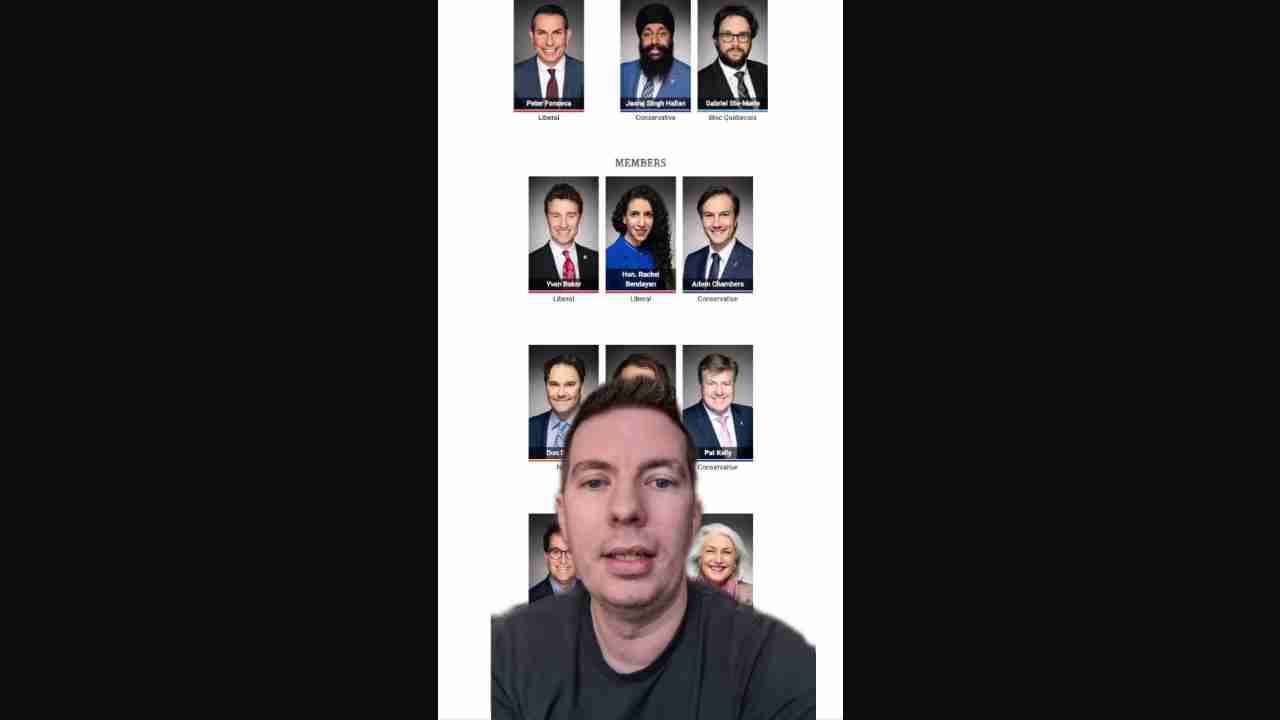 Peter Fonseca
Jasraj Singh Hallan
Gabriel Ste-Marie
Liberal
Conservative
Bloc Québécois
MEMBERS
Yvan Baker
Hon. Rachel
Bendayan
Adam Chambers
Liberal
Liberal
Conservative
Don
Pat Kelly
Conservative